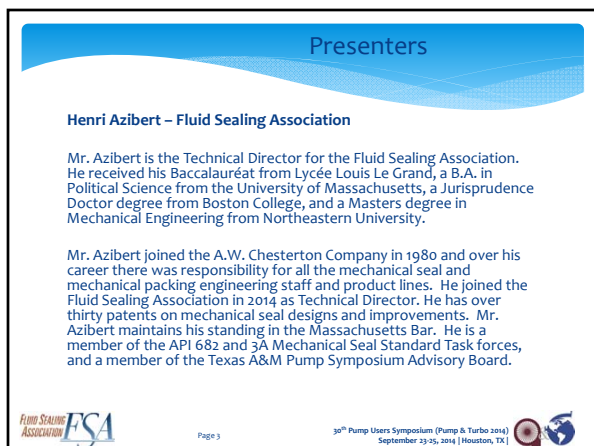 Presenters
Henri Azibert – Fluid Sealing Association
Mr. Azibert is the Technical Director for the Fluid Sealing Association.
He received his Baccalauréat from Lycée Louis Le Grand, a B.A. in
Political Science from the University of Massachusetts, a Jurisprudence
Doctor degree from Boston College, and a Masters degree in
Mechanical Engineering from Northeastern University.
Mr. Azibert joined the A.W. Chesterton Company in 1980 and over his
career there was responsibility for all the mechanical seal and
mechanical packing engineering staff and product lines.  He joined the
Fluid Sealing Association in 2014 as Technical Director. He has over
thirty patents on mechanical seal designs and improvements.  Mr.
Azibert maintains his standing in the Massachusetts Bar.  He is a
member of the API 682 and 3A Mechanical Seal Standard Task forces,
and a member of the Texas A&M Pump Symposium Advisory Board.
FLUID SEALING
ASSOCIATION FSA
Page 3
30th Pump Users Symposium (Pump & Turbo 2014)
September 23-25, 2014 | Houston, TX |